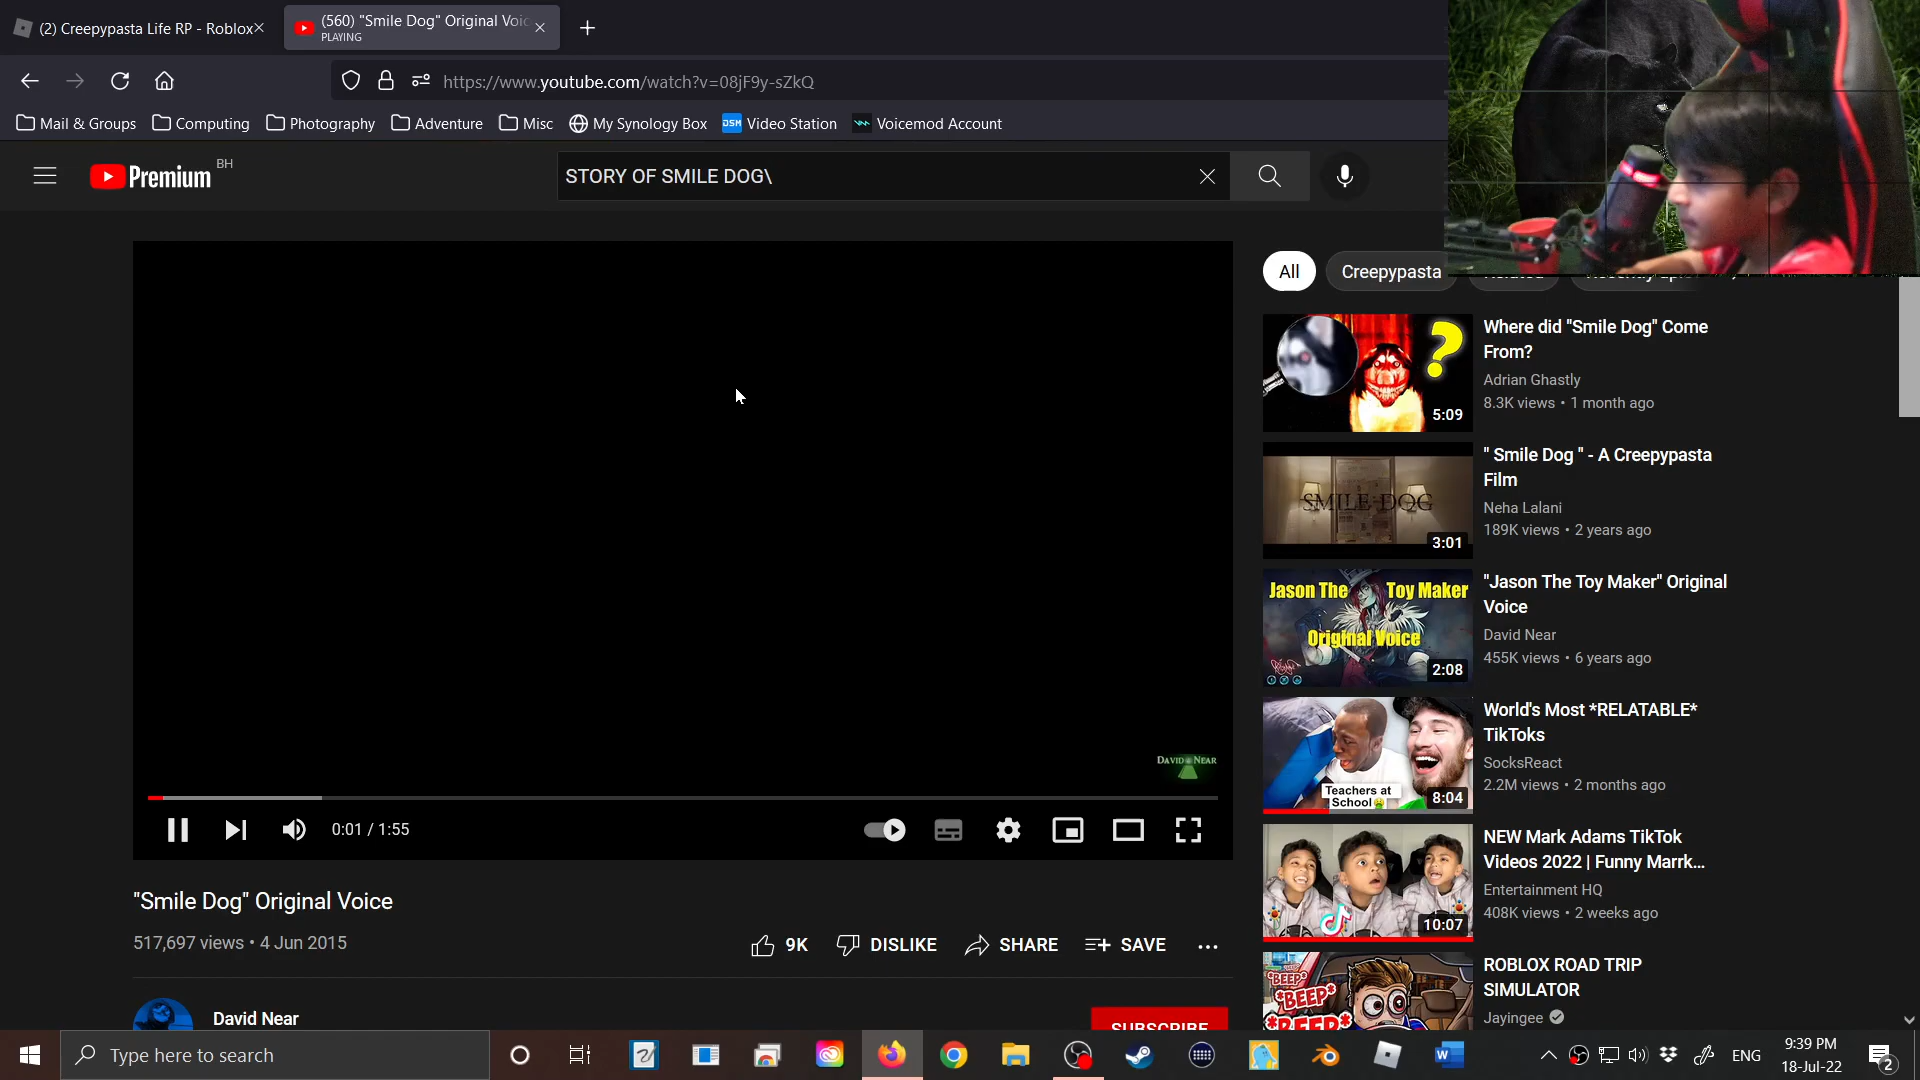 (2) Creepypasta Life RP - Roblox
(560) "Smile Dog" Original Voic
PLAYING
https://www.youtube.com/watch?v=08jF9y-sZkQ
Mail & Groups
Computing
Photography
Adventure
Misc
My Synology Box
DSM
Video Station
Voicemod Account
Premium
BH
STORY OF SMILE DOG\
All
Creepypasta
DAVID NEAR
0:01 / 1:55
"Smile Dog" Original Voice
517,697 views • 4 Jun 2015
9K
DISLIKE
SHARE
SAVE
David Near
SUBSCRIBE
?
5:09
Where did "Smile Dog" Come
From?
Adrian Ghastly
8.3K views • 1 month ago
SMILE DOG
3:01
" Smile Dog " - A Creepypasta
Film
Neha Lalani
189K views • 2 years ago
Jason The Toy Maker
Original Voice
2:08
"Jason The Toy Maker" Original
Voice
David Near
455K views • 6 years ago
Teachers at
School
8:04
World's Most *RELATABLE*
TikToks
SocksReact
2.2M views • 2 months ago
10:07
NEW Mark Adams TikTok
Videos 2022 | Funny Marrk...
Entertainment HQ
408K views • 2 weeks ago
*BEEP*
*BEEP*
*BEEP*
ROBLOX ROAD TRIP
SIMULATOR
Jayingee
Type here to search
ENG
9:39 PM
18-Jul-22
2